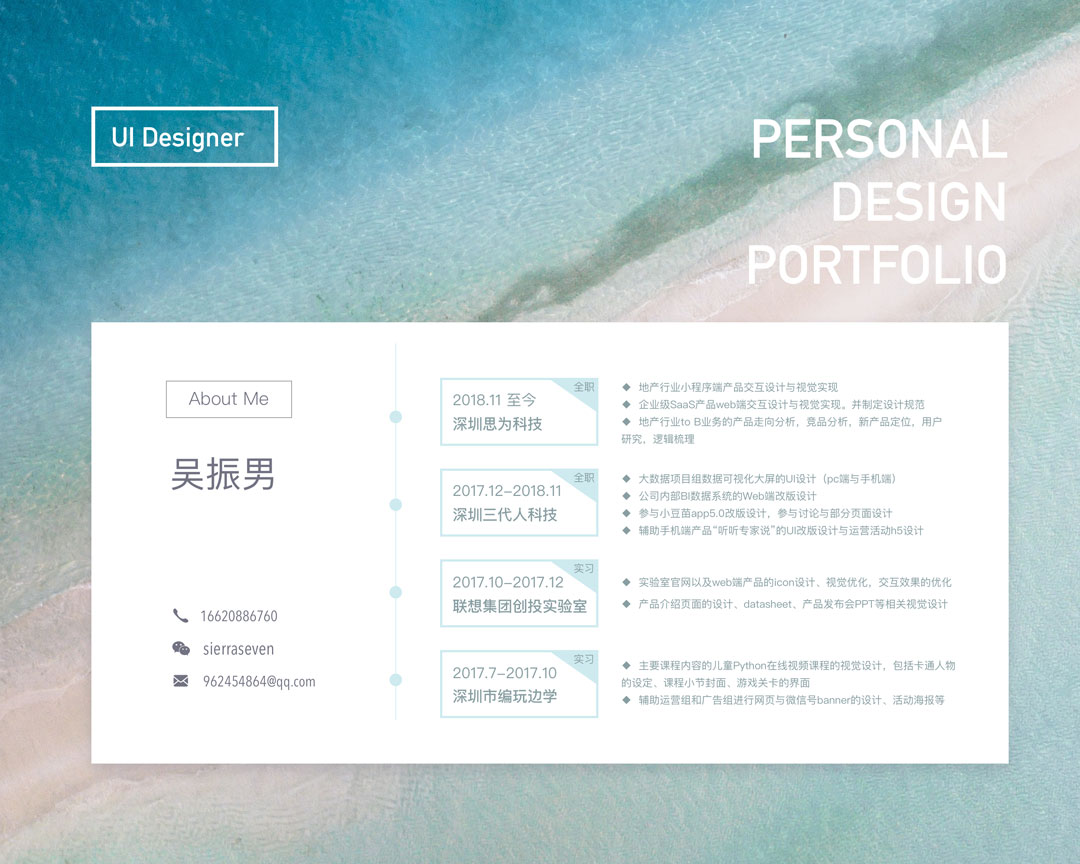 UI Designer
PERSONAL
DESIGN
PORTFOLIO
About Me
吴振男
16620886760
sierraseven
962454864@qq.com
2018.11 至今
全职
深圳思为科技
◆ 地产行业小程序端产品交互设计与视觉实现
◆ 企业级SaaS产品web端交互设计与视觉实现。并制定设计规范
◆ 地产行业to B业务的产品走向分析，竞品分析，新产品定位，用户
研究，逻辑梳理
2017.12-2018.11
全职
深圳三代人科技
◆ 大数据项目组数据可视化大屏的UI设计（pc端与手机端）
◆ 公司内部BI数据系统的Web端改版设计
◆ 参与小豆苗app5.0改版设计，参与讨论与部分页面设计
◆ 辅助手机端产品“听听专家说”的UI改版设计与运营活动h5设计
2017.10-2017.12
实习
联想集团创投实验室
◆ 实验室官网以及web端产品的icon设计、视觉优化，交互效果的优化
◆ 产品介绍页面的设计、datasheet、产品发布会PPT等相关视觉设计
2017.7-2017.10
实习
深圳市编玩边学
◆ 主要课程内容的儿童Python在线视频课程的视觉设计，包括卡通人物
的设定、课程小节封面、游戏关卡的界面
◆ 辅助运营组和广告组进行网页与微信号banner的设计、活动海报等